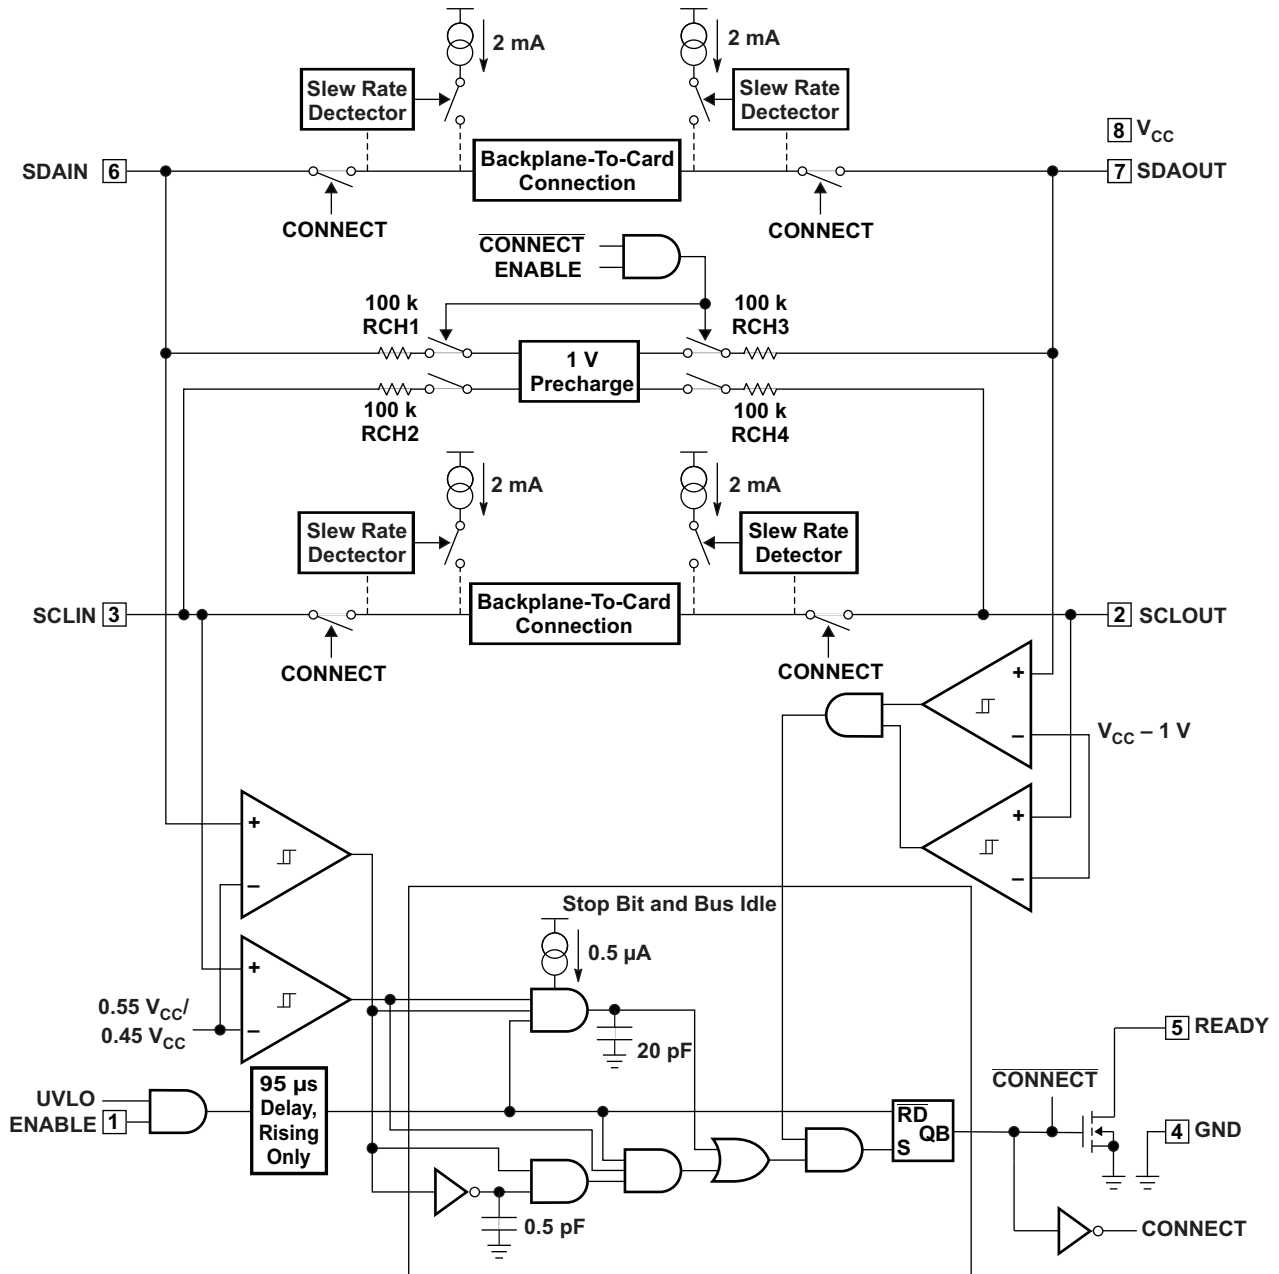 2 mA
2 mA
Slew Rate
Dectector
Slew Rate
Dectector
8 VCC
SDAIN 6
Backplane-To-Card
Connection
7 SDAOUT
CONNECT
CONNECT
CONNECT
ENABLE
100 k
RCH1
100 k
RCH3
1 V
Precharge
100 k
RCH2
100 k
RCH4
2 mA
2 mA
Slew Rate
Dectector
Slew Rate
Detector
SCLIN 3
Backplane-To-Card
Connection
2 SCLOUT
CONNECT
CONNECT
+
–
VCC – 1 V
+
–
+
–
Stop Bit and Bus Idle
0.5 µA
+
–
0.55 VCC/
0.45 VCC
20 pF
5 READY
UVLO
ENABLE 1
95 µs
Delay,
Rising
Only
CONNECT
RD
QB
S
4 GND
0.5 pF
CONNECT